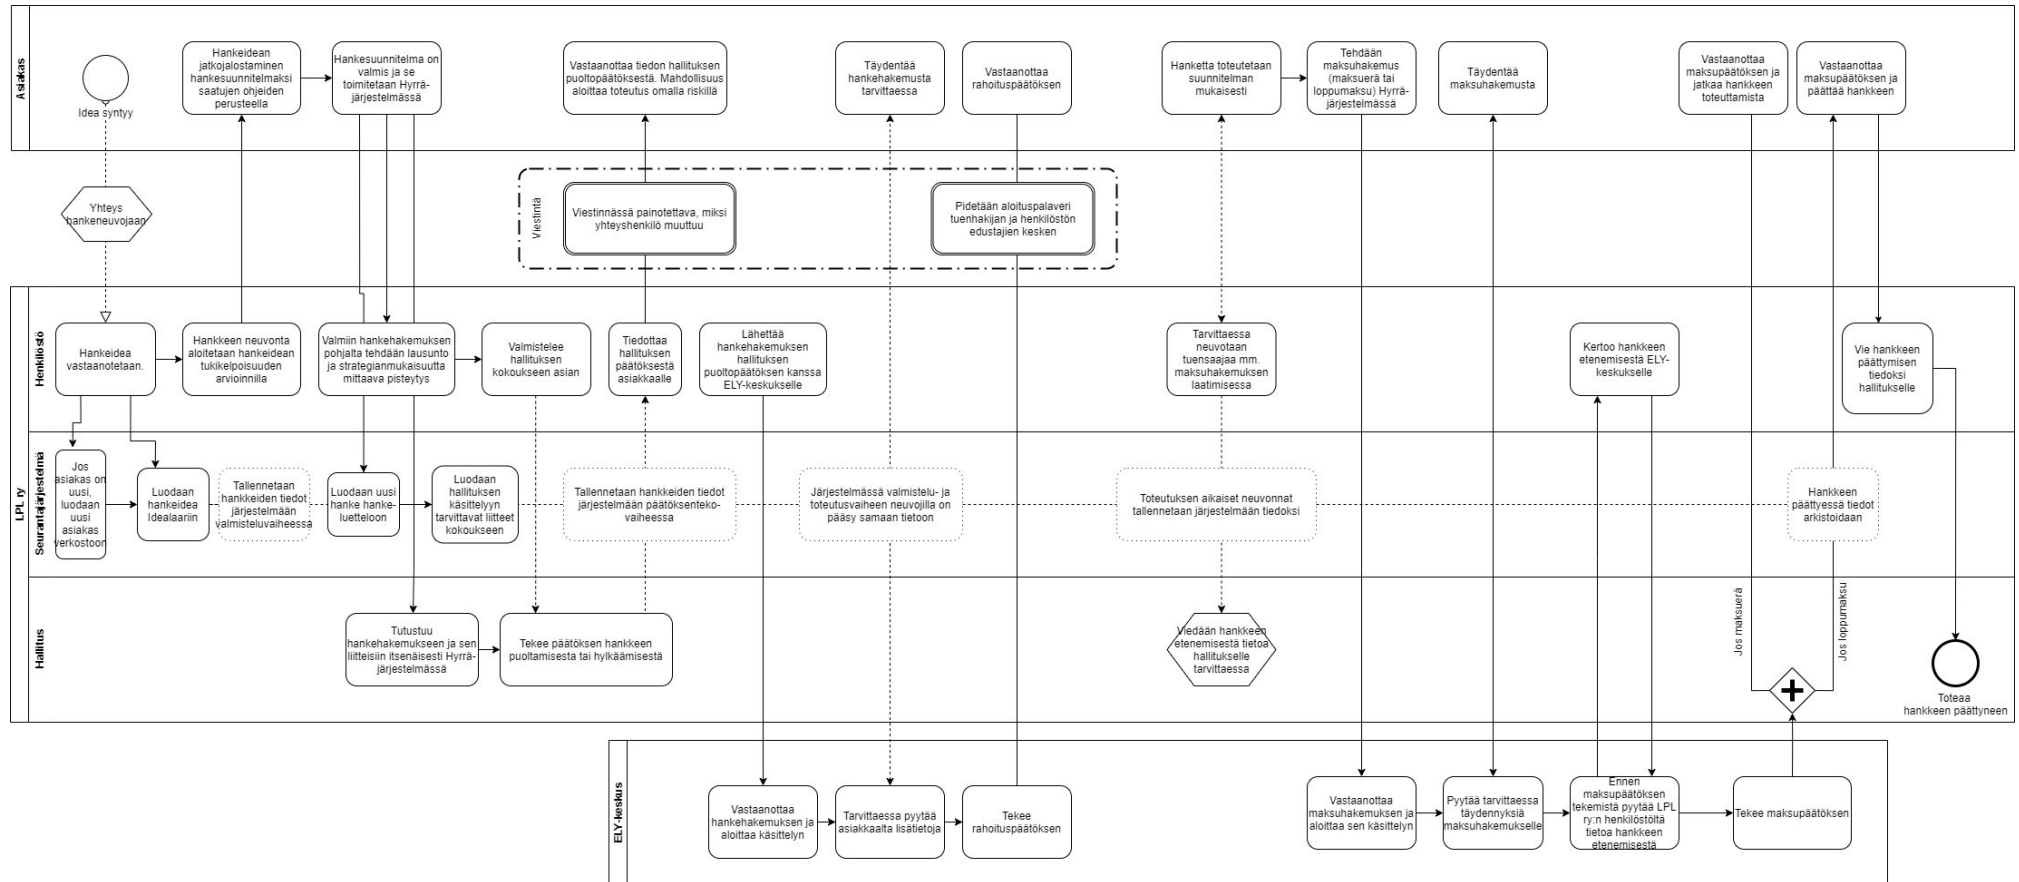 Asiakas
Idea syntyy
Hankeidean
jatkojalostaminen
hankesuunnitelmaksi
saatujen ohjeiden
perusteella
Hankesuunnitelma on
valmis ja se
toimitetaan Hyrrä-
järjestelmässä
Vastaanottaa tiedon hallituksen
puoltopäätöksestä. Mahdollisuus
aloittaa toteutus omalla riskillä
Täydentää
hankehakemusta
tarvittaessa
Vastaanottaa
rahoituspäätöksen
Hanketta toteutetaan
suunnitelman
mukaisesti
Tehdään
maksuhakemus
(maksuerä tai
loppumaksu) Hyrrä-
järjestelmässä
Täydentää
maksuhakemusta
Vastaanottaa
maksupäätöksen ja
jatkaa hankkeen
toteuttamista
Vastaanottaa
maksupäätöksen ja
päättää hankkeen
Yhteys
hankeneuvojaan
Viestintä
Viestinnässä painotettava, miksi
yhteyshenkilö muuttuu
Pidetään aloituspalaveri
tuenhakijan ja henkilöstön
edustajien kesken
LPL ry
Henkilöstö
Hankeidea
vastaanotetaan.
Hankkeen neuvonta
aloitetaan hankeidean
tukikelpoisuuden
arvioinnilla
Valmiin hankehakemuksen
pohjalta tehdään lausunto
ja strategianmukaisuutta
mittaava pisteytys
Valmistelee
hallituksen
kokoukseen asian
Tiedottaa
hallituksen
päätöksestä
asiakkaalle
Lähettää
hankehakemuksen
hallituksen
puoltopäätöksen kanssa
ELY-keskukselle
Tarvittaessa
neuvotaan
tuensaajaa mm.
maksuhakemuksen
laatimisessa
Kertoo hankkeen
etenemisestä ELY-
keskukselle
Vie hankkeen
päättymisen
tiedoksi
hallitukselle
Seurantajärjestelmä
Jos
asiakas on
uusi,
luodaan
uusi
asiakas
verkostoon
Luodaan
hankeidea
Idealaariin
Tallennetaan
hankkeiden tiedot
järjestelmään
valmisteluvaiheessa
Luodaan uusi
hanke hanke-
luetteloon
Luodaan
hallituksen
käsittelyyn
tarvittavat liitteet
kokoukseen
Tallennetaan hankkeiden tiedot
järjestelmään päätöksenteko-
vaiheessa
Järjestelmässä valmistelu- ja
toteutusvaiheen neuvojilla on
pääsy samaan tietoon
Toteutuksen aikaiset neuvonnat
tallennetaan järjestelmään tiedoksi
Hankkeen
päättyessä tiedot
arkistoidaan
Hallitus
Tutustuu
hankehakemukseen ja sen
liitteisiin itsenäisesti Hyrrä-
järjestelmässä
Tekee päätöksen hankkeen
puoltamisesta tai hylkäämisestä
Viedään hankkeen
etenemisestä tietoa
hallitukselle
tarvittaessa
Jos maksuerä
Jos loppumaksu
Toteaa
hankkeen päättyneen
ELY-keskus
Vastaanottaa
hankehakemuksen ja
aloittaa käsittelyn
Tarvittaessa pyytää
asiakkaalta lisätietoja
Tekee
rahoituspäätöksen
Vastaanottaa
maksuhakemuksen ja
aloittaa sen käsittelyn
Pyytää tarvittaessa
täydennyksiä
maksuhakemukselle
Ennen
maksupäätöksen
tekemistä pyytää LPL
ry:n henkilöstöltä
tietoa hankkeen
etenemisestä
Tekee maksupäätöksen